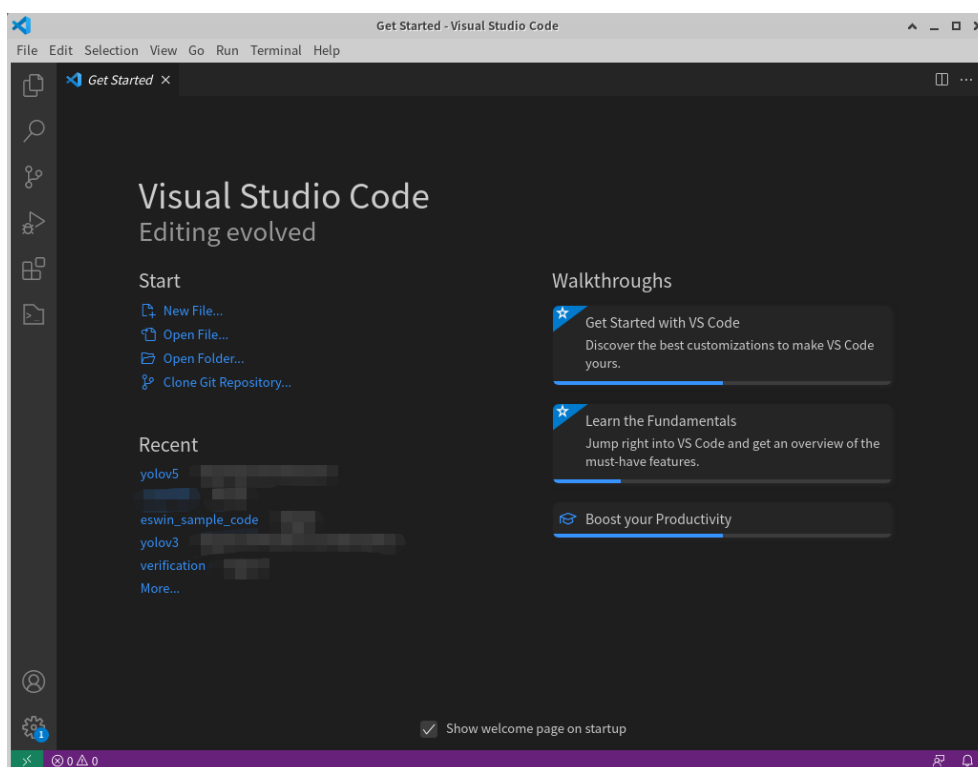 Get Started - Visual Studio Code
File Edit Selection View Go Run Terminal Help
Get Started
Visual Studio Code
Editing evolved
Start
New File...
Open File...
Open Folder...
Clone Git Repository...
Recent
yolov5
eswin_sample_code
yolov3
verification
More...
Walkthroughs
Get Started with VS Code
Discover the best customizations to make VS Code
yours.
Learn the Fundamentals
Jump right into VS Code and get an overview of the
must-have features.
Boost your Productivity
Show welcome page on startup
1
0 0